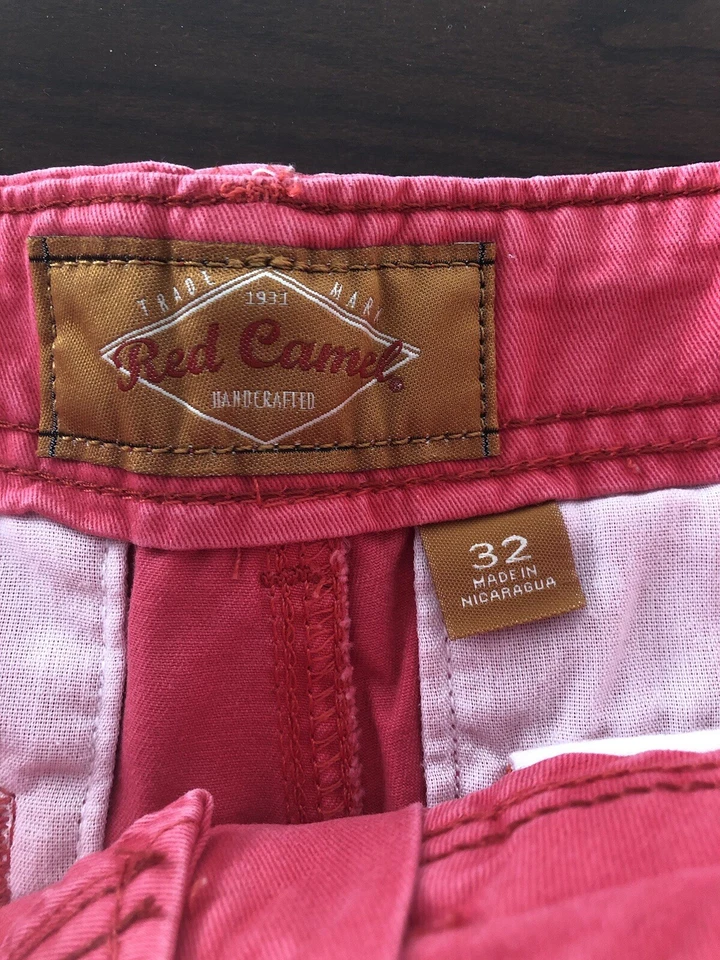 TRADE MARK
1931
Red Camel®
HANDCRAFTED
32
MADE IN
NICARAGUA